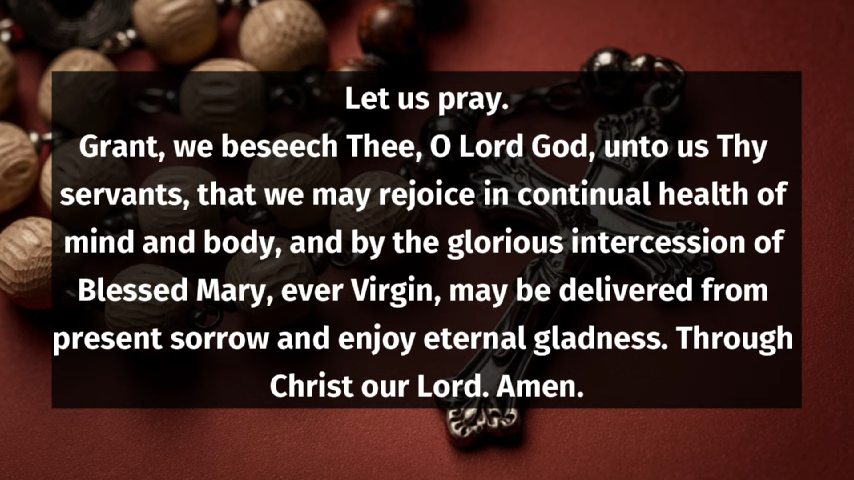 Let us pray.
Grant, we beseech Thee, O Lord God, unto us Thy
servants, that we may rejoice in continual health of
mind and body, and by the glorious intercession of
Blessed Mary, ever Virgin, may be delivered from
present sorrow and enjoy eternal gladness. Through
Christ our Lord. Amen.